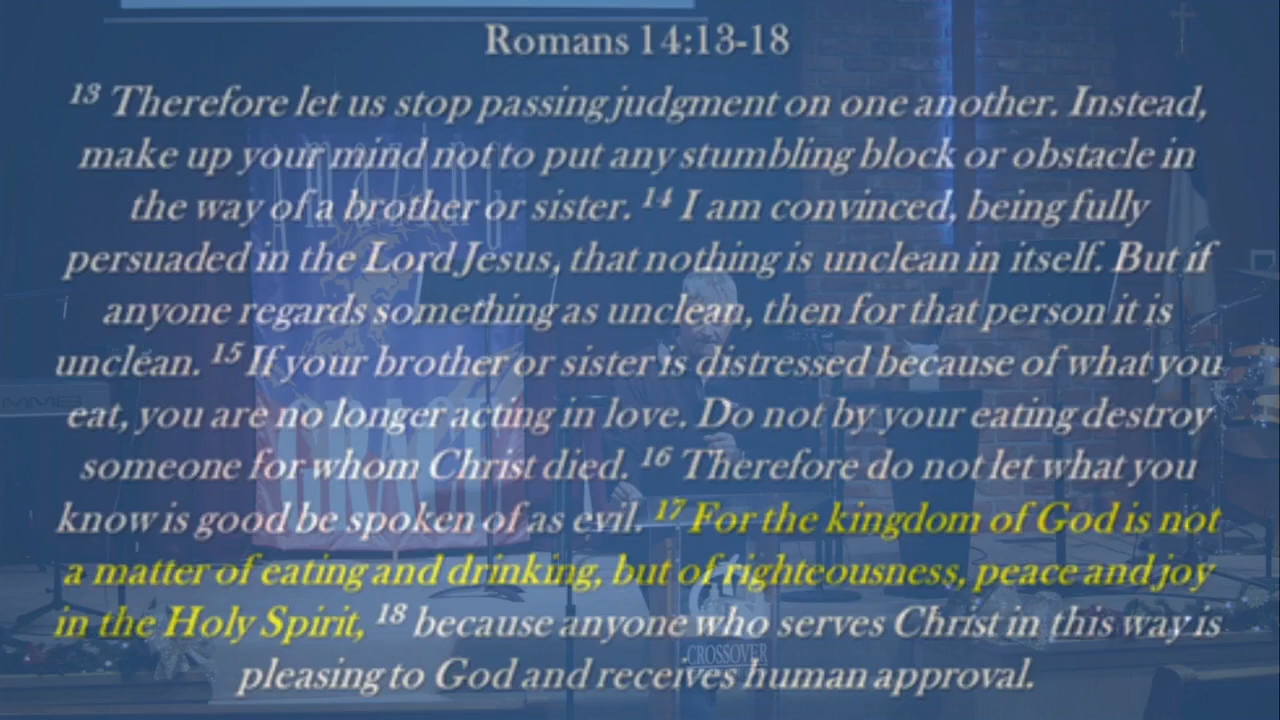 Romans 14:13-18
13 Therefore let us stop passing judgment on one another. Instead,
make up your mind not to put any stumbling block or obstacle in
the way of a brother or sister. 14 I am convinced, being fully
persuaded in the Lord Jesus, that nothing is unclean in itself. But if
anyone regards something as unclean, then for that person it is
unclean. 15 If your brother or sister is distressed because of what you
eat, you are no longer acting in love. Do not by your eating destroy
someone for whom Christ died. 16 Therefore do not let what you
know is good be spoken of as evil. 17 For the kingdom of God is not
a matter of eating and drinking, but of righteousness, peace and joy
in the Holy Spirit, 18 because anyone who serves Christ in this way is
pleasing to God and receives human approval.
AMAZING
GRACE
CROSSOVER